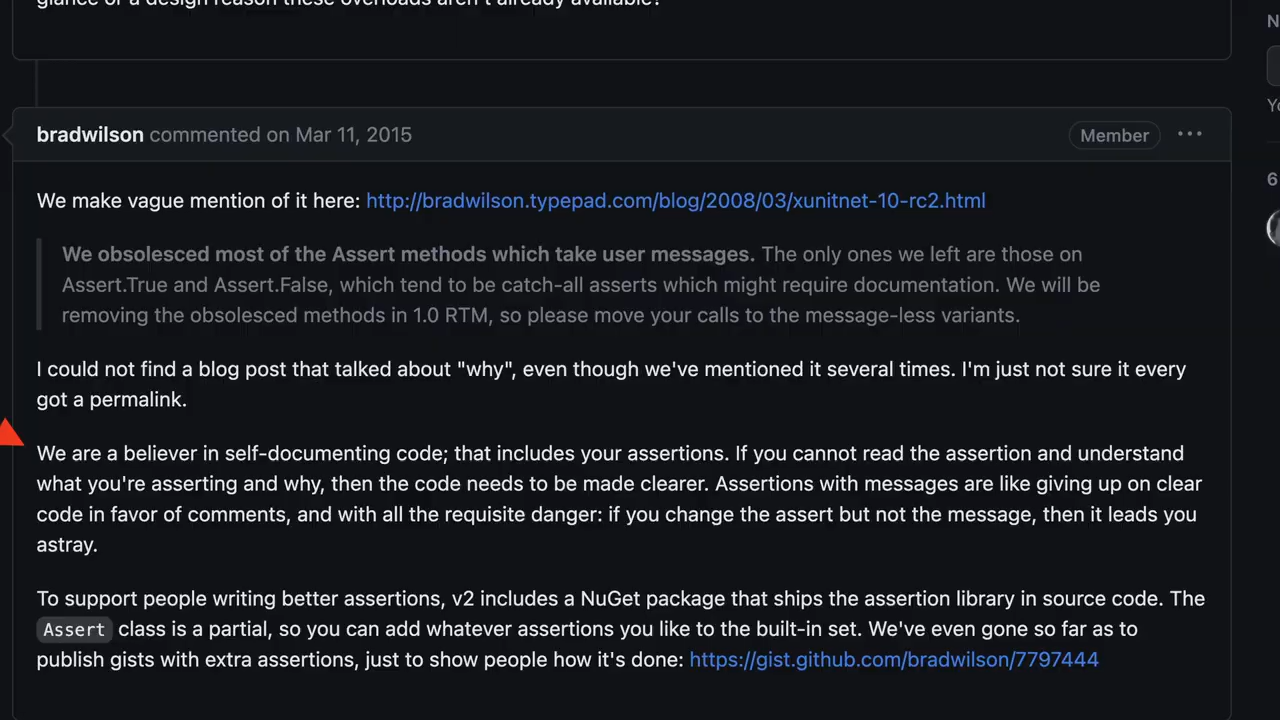 glance or a design reason these overloads aren't already available?
bradwilson commented on Mar 11, 2015
Member
We make vague mention of it here: http://bradwilson.typepad.com/blog/2008/03/xunitnet-10-rc2.html
We obsolesced most of the Assert methods which take user messages. The only ones we left are those on
Assert.True and Assert.False, which tend to be catch-all asserts which might require documentation. We will be
removing the obsolesced methods in 1.0 RTM, so please move your calls to the message-less variants.
I could not find a blog post that talked about "why", even though we've mentioned it several times. I'm just not sure it every
got a permalink.
We are a believer in self-documenting code; that includes your assertions. If you cannot read the assertion and understand
what you're asserting and why, then the code needs to be made clearer. Assertions with messages are like giving up on clear
code in favor of comments, and with all the requisite danger: if you change the assert but not the message, then it leads you
astray.
To support people writing better assertions, v2 includes a NuGet package that ships the assertion library in source code. The
Assert class is a partial, so you can add whatever assertions you like to the built-in set. We've even gone so far as to
publish gists with extra assertions, just to show people how it's done: https://gist.github.com/bradwilson/7797444
6